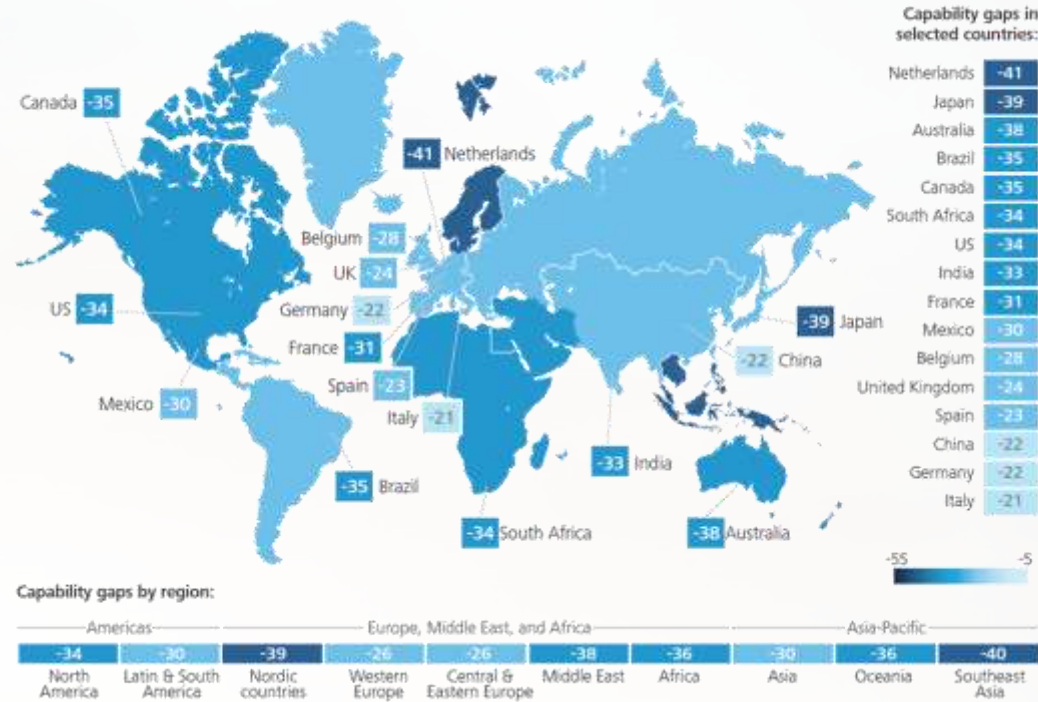 Capability gaps in
selected countries:
Netherlands -41
Japan -39
Australia -38
Brazil -35
Canada -35
South Africa -34
US -34
India -33
France -31
Mexico -30
Belgium -28
United Kingdom -24
Spain -23
China -22
Germany -22
Italy -21
-55 -5
Canada -35
-41 Netherlands
Belgium -28
UK -24
Germany -22
US -34
France -31
-39 Japan
-22 China
Spain -23
Mexico -30
Italy -21
-33 India
-35 Brazil
-34 South Africa
-38 Australia
Capability gaps by region:
Americas Europe, Middle East, and Africa Asia-Pacific
-34 -30 -39 -26 -26 -38 -36 -30 -36 -40
North Latin & South Nordic Western Central & Middle East Africa Asia Oceania Southeast
America America countries Europe Eastern Europe Asia